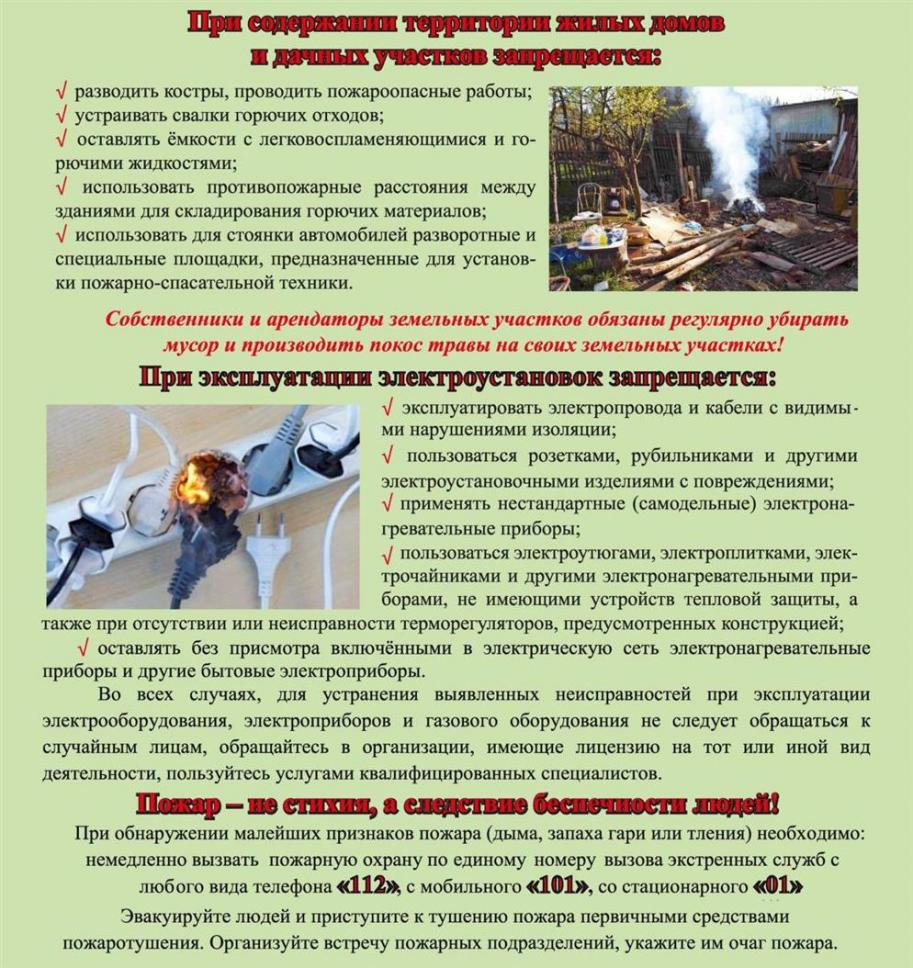 При содержании территории жилых домов
и дачных участков запрещается:
√ разводить костры, проводить пожароопасные работы;
√ устраивать свалки горючих отходов;
√ оставлять ёмкости с легковоспламеняющимися и го-
рючими жидкостями;
√ использовать противопожарные расстояния между
зданиями для складирования горючих материалов;
√ использовать для стоянки автомобилей разворотные и
специальные площадки, предназначенные для установ-
ки пожарно-спасательной техники.
Собственники и арендаторы земельных участков обязаны регулярно убирать
мусор и производить покос травы на своих земельных участках!
При эксплуатации электроустановок запрещается:
√ эксплуатировать электропровода и кабели с видимы-
ми нарушениями изоляции;
√ пользоваться розетками, рубильниками и другими
электроустановочными изделиями с повреждениями;
√ применять нестандартные (самодельные) электрона-
гревательные приборы;
√ пользоваться электроутюгами, электроплитками, элек-
трочайниками и другими электронагревательными при-
борами, не имеющими устройств тепловой защиты, а
также при отсутствии или неисправности терморегуляторов, предусмотренных конструкцией;
√ оставлять без присмотра включёнными в электрическую сеть электронагревательные
приборы и другие бытовые электроприборы.
Во всех случаях, для устранения выявленных неисправностей при эксплуатации
электрооборудования, электроприборов и газового оборудования не следует обращаться к
случайным лицам, обращайтесь в организации, имеющие лицензию на тот или иной вид
деятельности, пользуйтесь услугами квалифицированных специалистов.
Пожар – не стихия, а следствие беспечности людей!
При обнаружении малейших признаков пожара (дыма, запаха гари или тления) необходимо:
немедленно вызвать пожарную охрану по единому номеру вызова экстренных служб с
любого вида телефона «112», с мобильного «101», со стационарного «01»
Эвакуируйте людей и приступите к тушению пожара первичными средствами
пожаротушения. Организуйте встречу пожарных подразделений, укажите им очаг пожара.